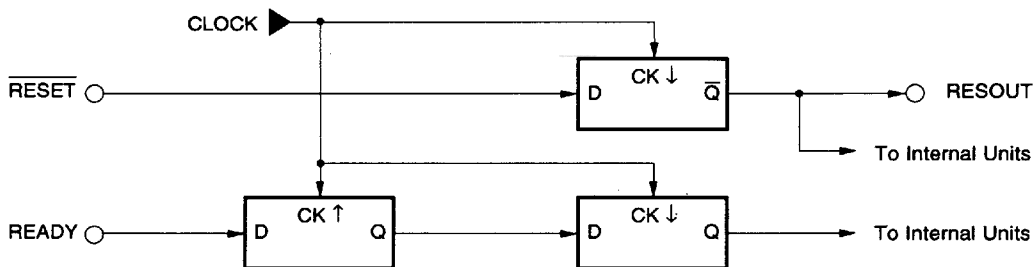 CLOCK
CK ↓
RESET
D
Q
RESOUT
To Internal Units
CK ↑
CK ↓
READY
D
Q
D
Q
To Internal Units